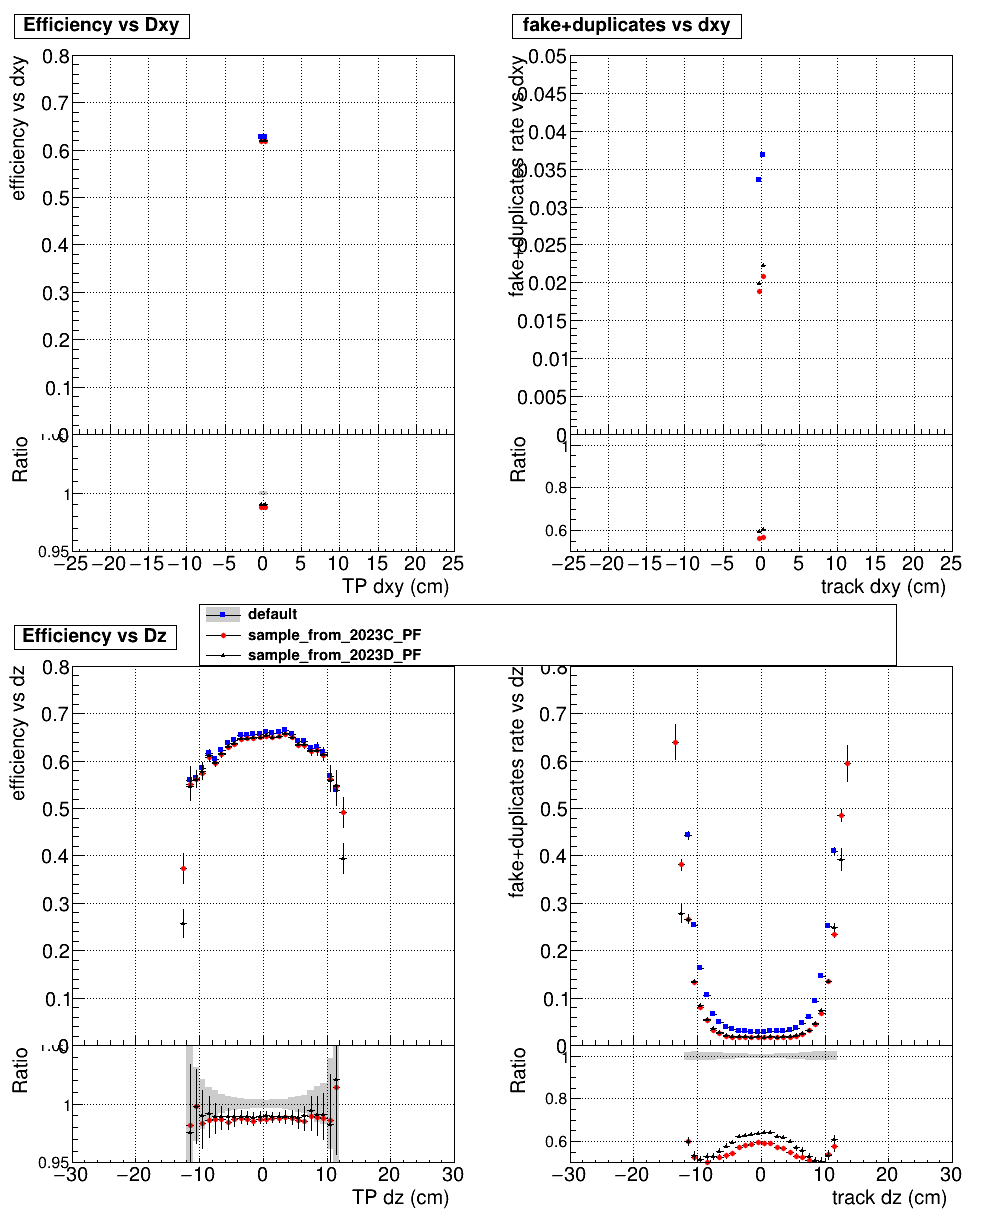 Efficiency vs Dxy
efficiency vs dxy
0.8
0.7
0.6
0.5
0.4
0.3
0.2
0.1
0
Ratio
1
0.95
−25 −20 −15 −10 −5 0 5 10 15 20 25
TP dxy (cm)
fake+duplicates vs dxy
fake+duplicates rate vs dxy
0.05
0.045
0.04
0.035
0.03
0.025
0.02
0.015
0.01
0.005
0
Ratio
1
0.8
0.6
−25 −20 −15 −10 −5 0 5 10 15 20 25
track dxy (cm)
default
sample_from_2023C_PF
sample_from_2023D_PF
Efficiency vs Dz
efficiency vs dz
0.8
0.7
0.6
0.5
0.4
0.3
0.2
0.1
0
Ratio
1
0.95
−30 −20 −10 0 10 20 30
TP dz (cm)
fake+duplicates rate vs dz
0.8
0.7
0.6
0.5
0.4
0.3
0.2
0.1
0
Ratio
1
0.8
0.6
−30 −20 −10 0 10 20 30
track dz (cm)